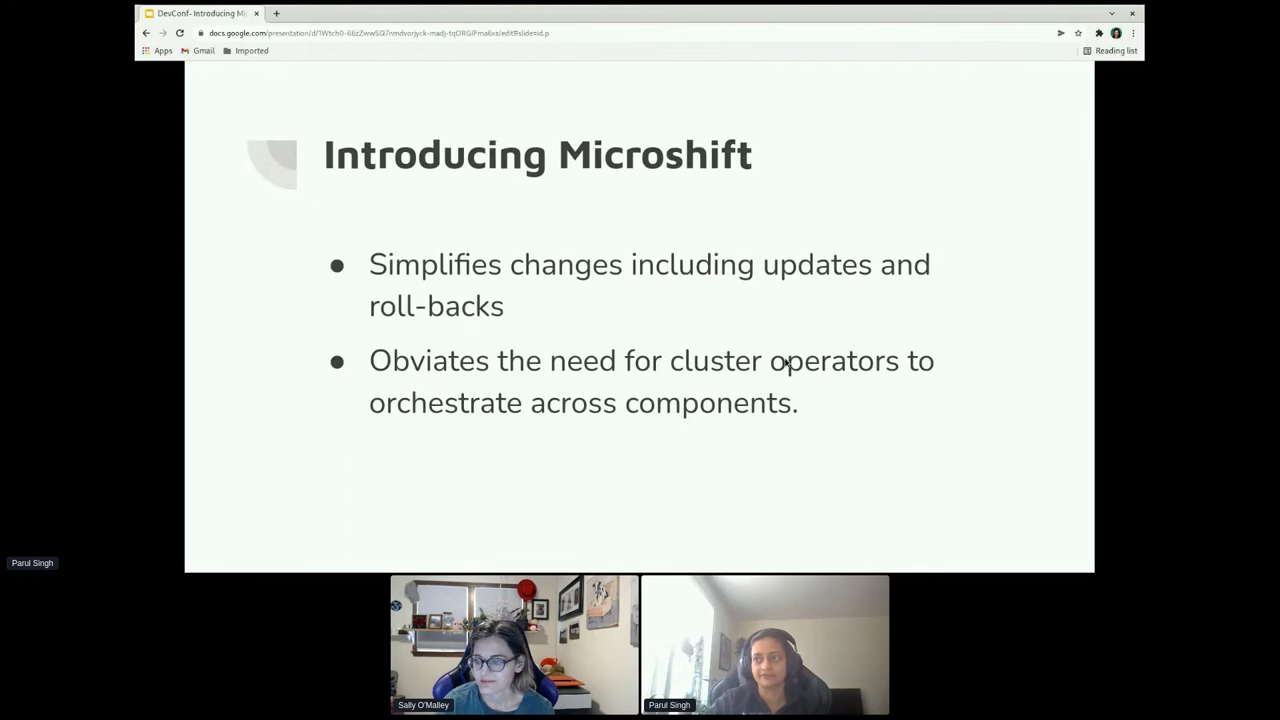 DevConf- Introducing Mi
docs.google.com/presentation/d/
Apps
Gmail
Imported
Reading list
Introducing Microshift
● Simplifies changes including updates and
roll-backs
● Obviates the need for cluster operators to
orchestrate across components.
Parul Singh
Sally O'Malley
Parul Singh